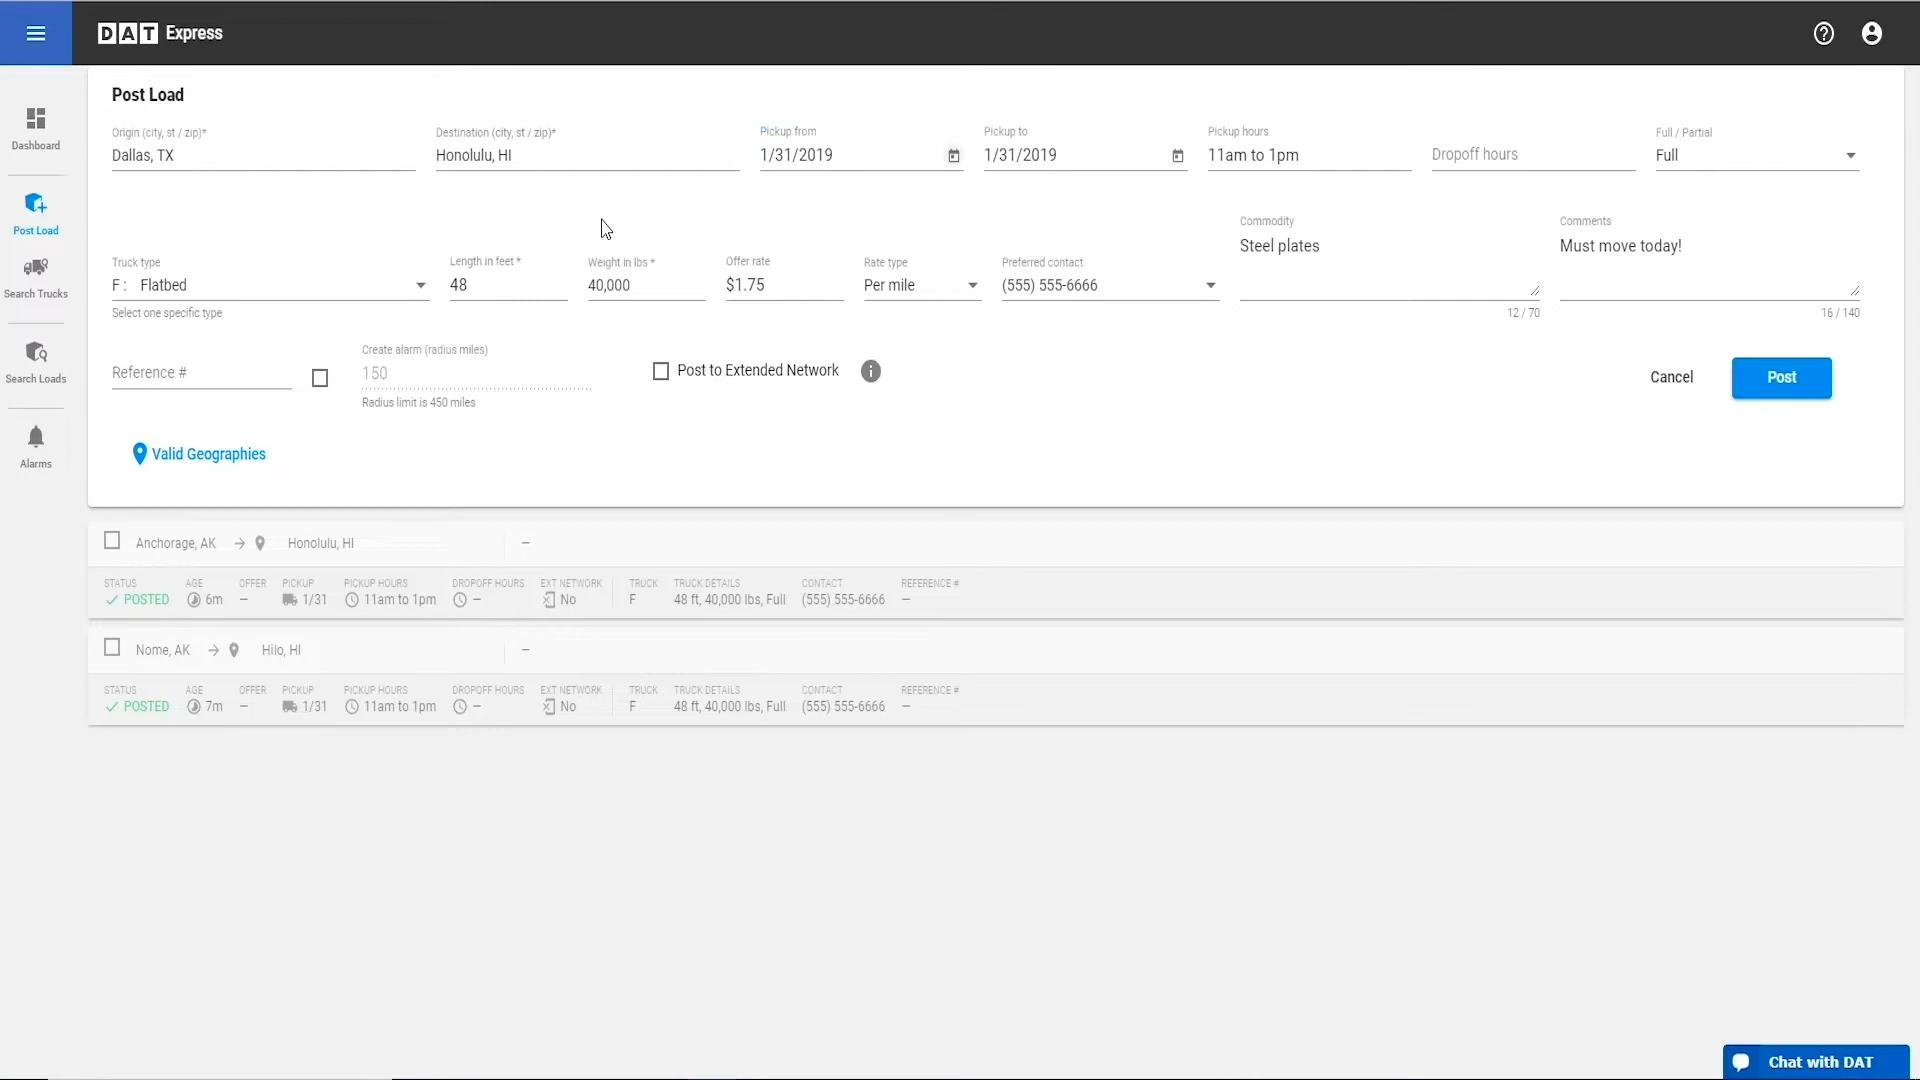 DAT Express
Dashboard
Post Load
Search Trucks
Search Loads
Alarms
Post Load
Origin (city, st / zip)* Destination (city, st / zip)* Pickup from Pickup to Pickup hours Full / Partial
Dallas, TX Honolulu, HI 1/31/2019 1/31/2019 11am to 1pm Dropoff hours Full
Commodity Comments
Steel plates Must move today!
Truck type Length in feet * Weight in lbs * Offer rate Rate type Preferred contact
F : Flatbed 48 40,000 $1.75 Per mile (555) 555-6666
Select one specific type 12 / 70 16 / 140
Create alarm (radius miles)
Reference # 150 Post to Extended Network Cancel Post
Radius limit is 450 miles
Valid Geographies
Anchorage, AK → Honolulu, HI –
STATUS AGE OFFER PICKUP PICKUP HOURS DROPOFF HOURS EXT NETWORK TRUCK TRUCK DETAILS CONTACT REFERENCE #
POSTED 6m – 1/31 11am to 1pm – No F 48 ft, 40,000 lbs, Full (555) 555-6666 –
Nome, AK → Hilo, HI –
STATUS AGE OFFER PICKUP PICKUP HOURS DROPOFF HOURS EXT NETWORK TRUCK TRUCK DETAILS CONTACT REFERENCE #
POSTED 7m – 1/31 11am to 1pm – No F 48 ft, 40,000 lbs, Full (555) 555-6666 –
Chat with DAT